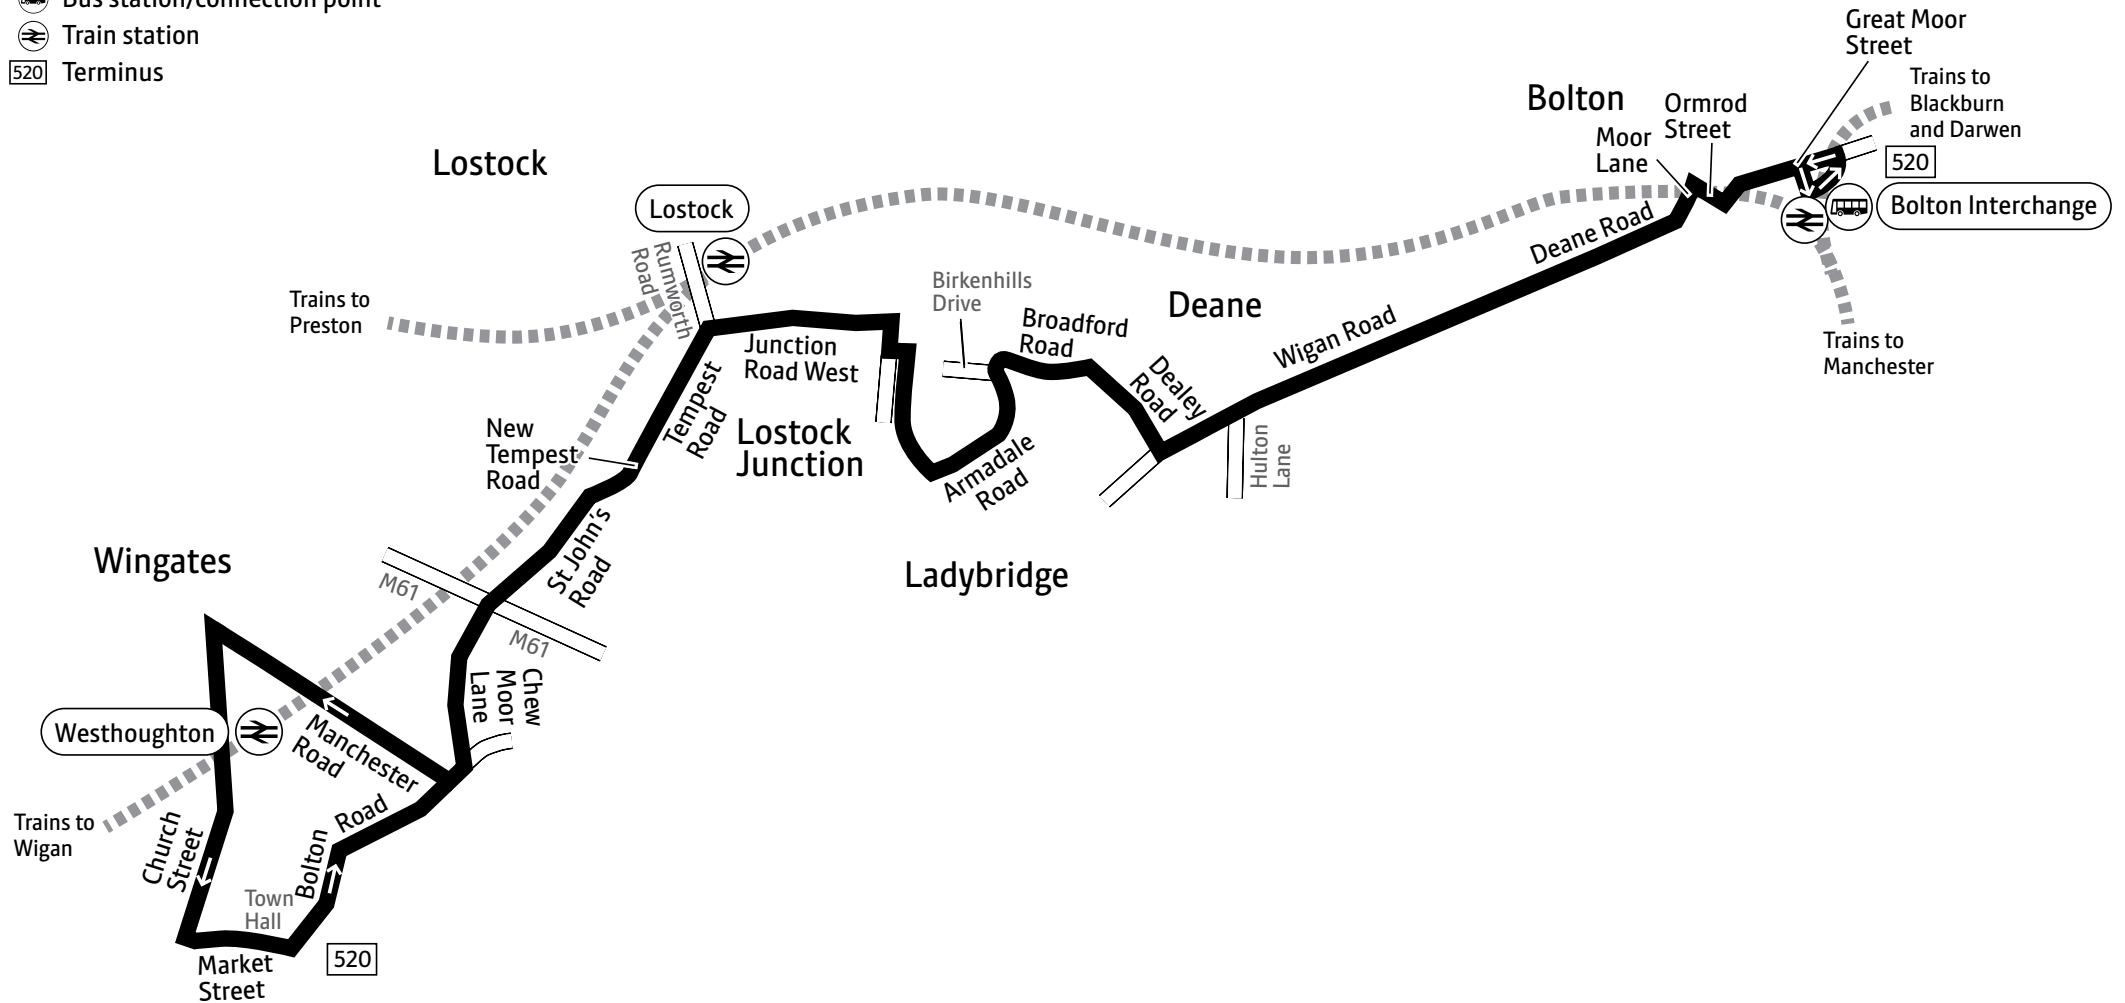 Bus station/connection point
Train station
520 Terminus
Great Moor
Street
Trains to
Blackburn
and Darwen
Bolton
Ormrod
Street
Moor
Lane
520
Bolton Interchange
Lostock
Lostock
Rumworth
Road
Deane Road
Trains to
Preston
Birkenhills
Drive
Deane
Broadford
Road
Wigan Road
Trains to
Manchester
Junction
Road West
Dealey
Road
Tempest
Road
New
Tempest
Road
Lostock
Junction
Hulton
Lane
Armadale
Road
St John's
Road
Wingates
M61
Ladybridge
M61
Chew
Moor
Lane
Westhoughton
Manchester
Road
Trains to
Wigan
Church
Street
Bolton
Road
Town
Hall
Market
Street
520